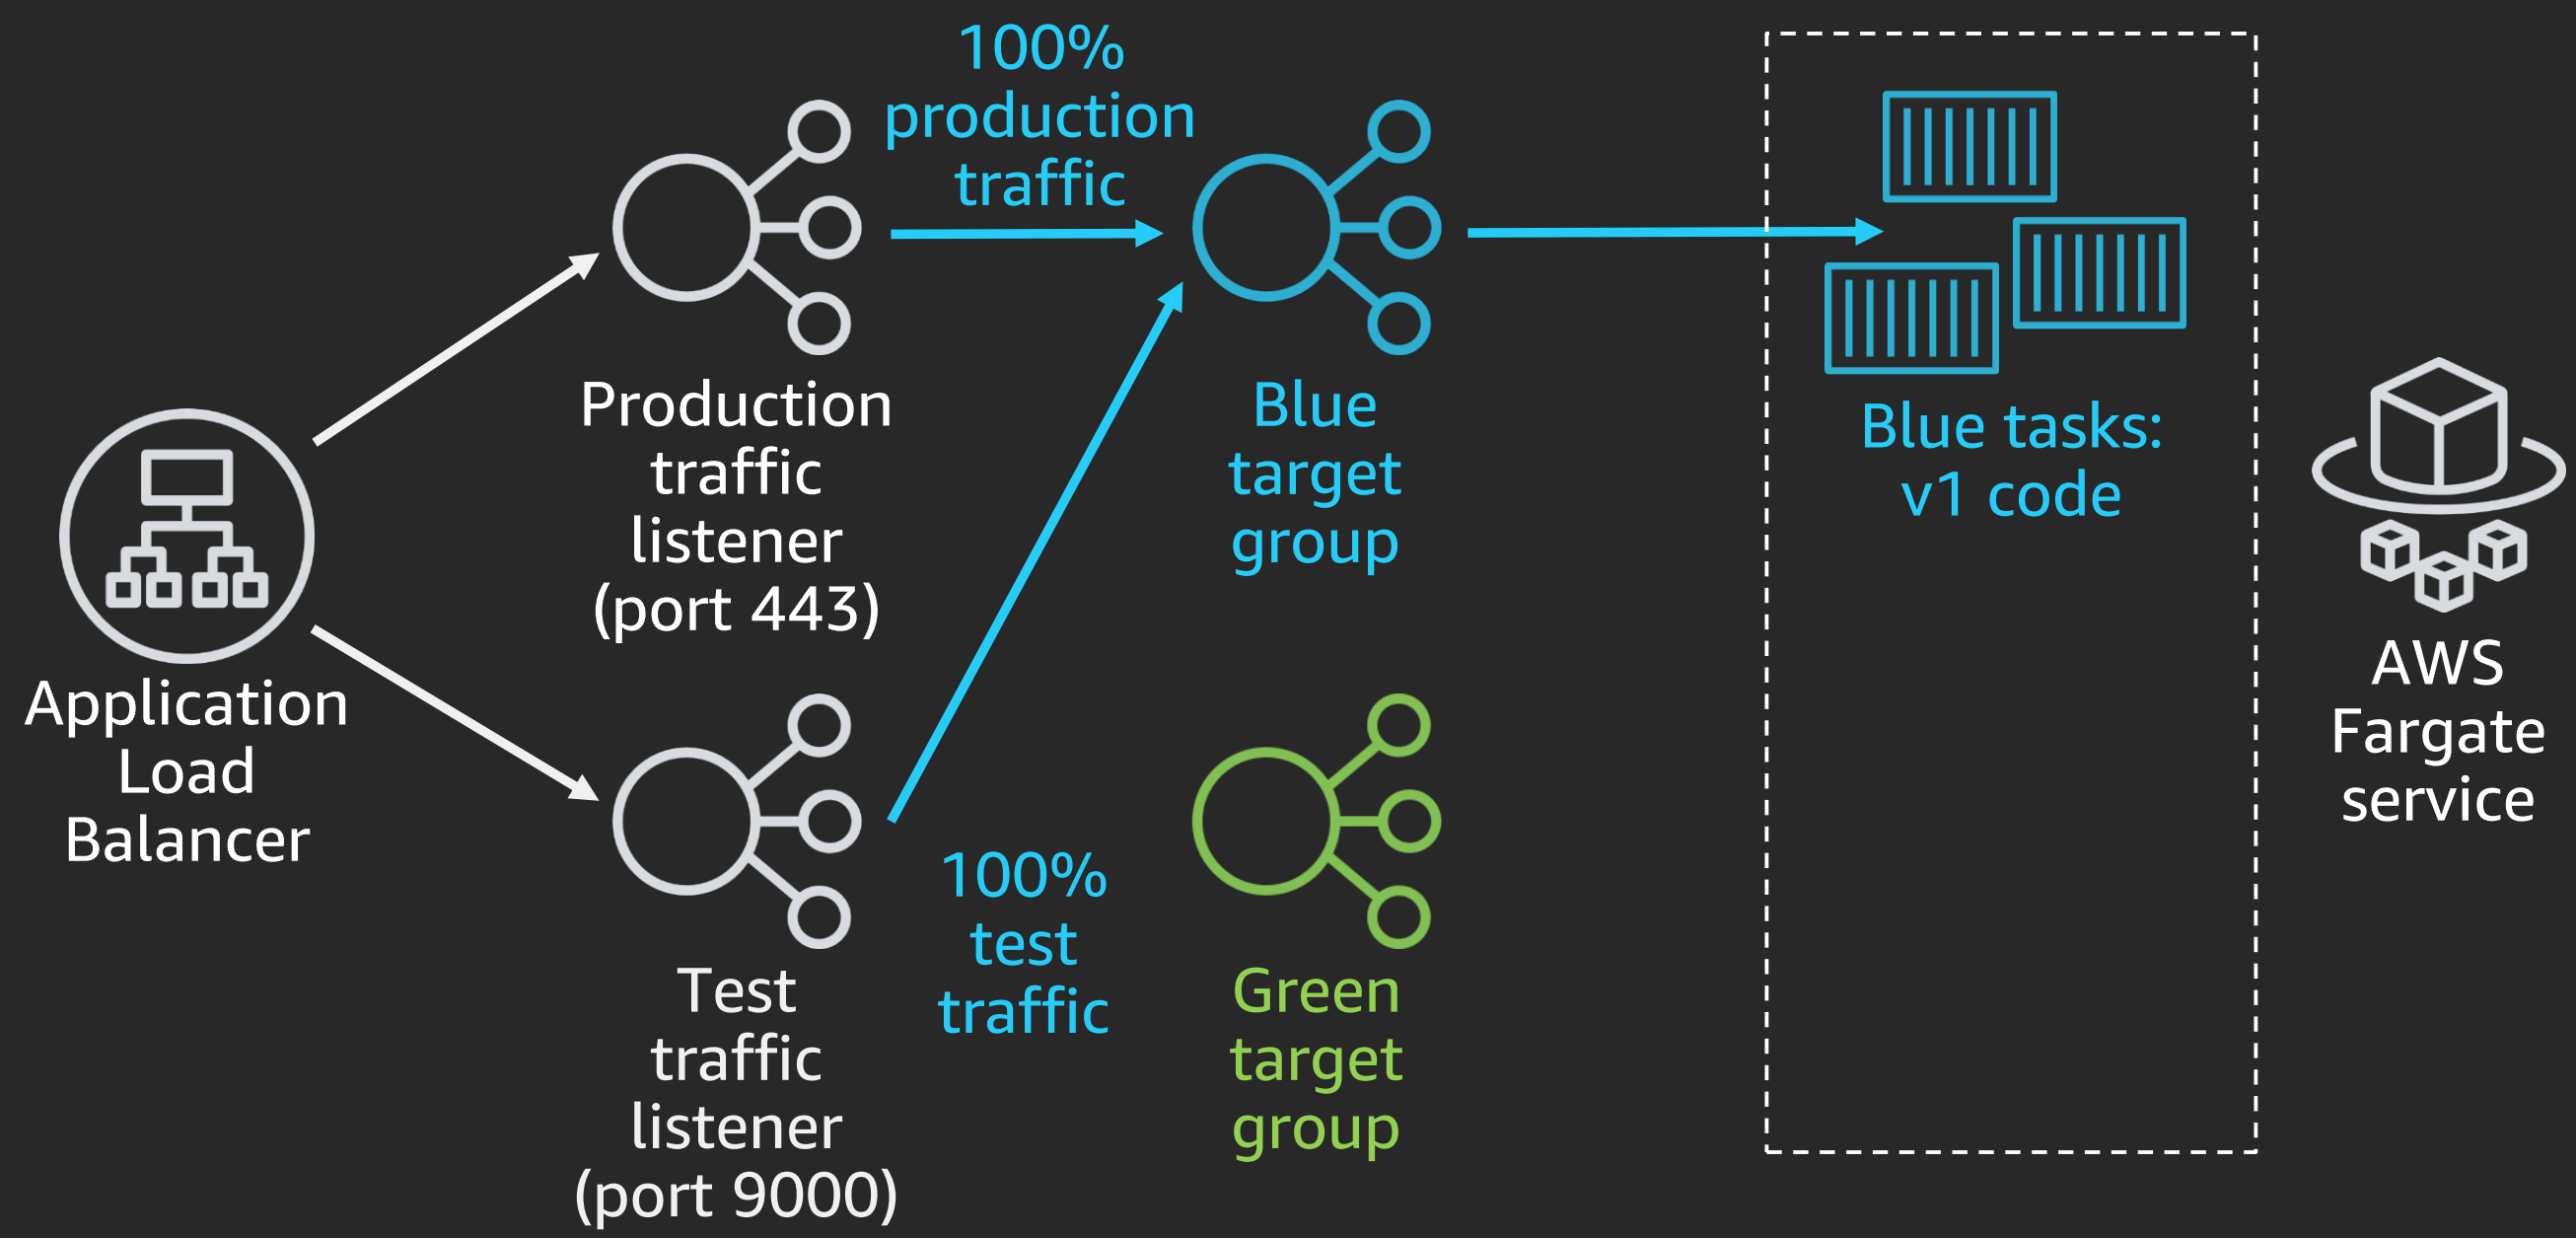 100%
production
traffic
Production
traffic
listener
(port 443)
Blue
target
group
Blue tasks:
v1 code
Application
Load
Balancer
AWS
Fargate
service
100%
test
traffic
Test
traffic
listener
(port 9000)
Green
target
group